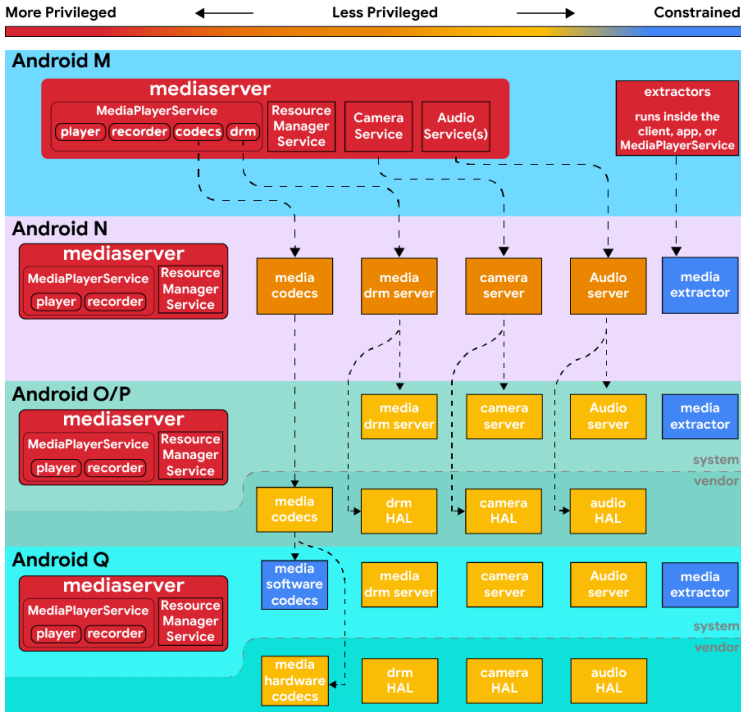 More Privileged
Less Privileged
Constrained
Android M
mediaserver
MediaPlayerService
player
recorder
codecs
drm
Resource
Manager
Service
Camera
Service
Audio
Service(s)
extractors
runs inside the
client, app, or
MediaPlayerService
Android N
mediaserver
MediaPlayerService
player
recorder
Resource
Manager
Service
media
codecs
media
drm server
camera
server
Audio
server
media
extractor
Android O/P
mediaserver
MediaPlayerService
player
recorder
Resource
Manager
Service
media
drm server
camera
server
Audio
server
media
extractor
system
vendor
media
codecs
drm
HAL
camera
HAL
audio
HAL
Android Q
mediaserver
MediaPlayerService
player
recorder
Resource
Manager
Service
media
software
codecs
media
drm server
camera
server
Audio
server
media
extractor
system
vendor
media
hardware
codecs
drm
HAL
camera
HAL
audio
HAL